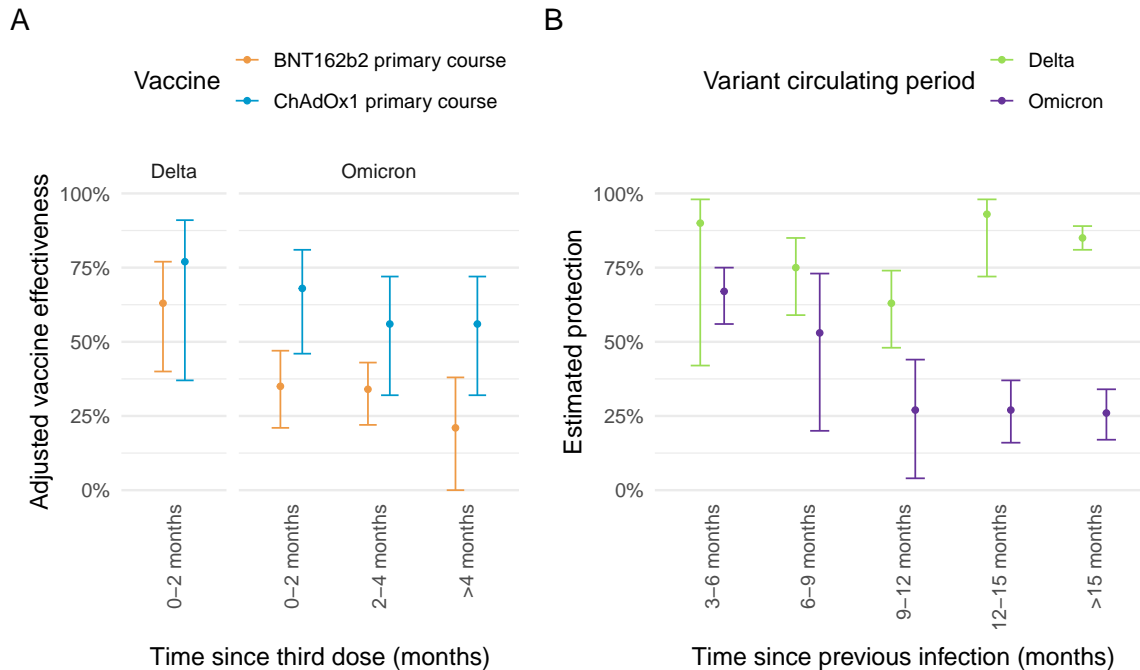 A
Vaccine
BNT162b2 primary course
ChAdOx1 primary course
Delta
Omicron
Adjusted vaccine effectiveness
100%
75%
50%
25%
0%
0−2 months
0−2 months
2−4 months
>4 months
Time since third dose (months)
B
Variant circulating period
Delta
Omicron
Estimated protection
100%
75%
50%
25%
0%
3−6 months
6−9 months
9−12 months
12−15 months
>15 months
Time since previous infection (months)